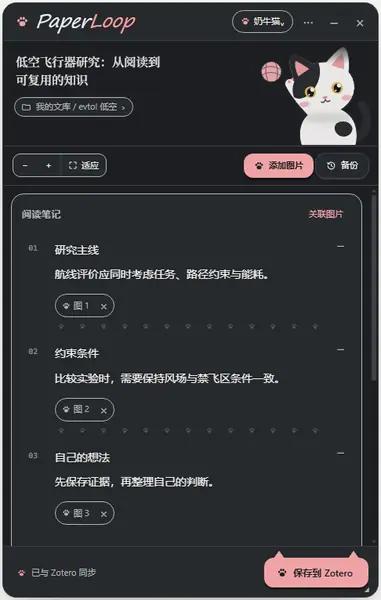 PaperLoop
奶牛猫
低空飞行器研究：从阅读到
可复用的知识
我的文库 / evtol 低空 ›
− + 适应
添加图片
备份
阅读笔记
关联图片
01 研究主线
航线评价应同时考虑任务、路径约束与能耗。
图 1 ×
02 约束条件
比较实验时，需要保持风场与禁飞区条件一致。
图 2 ×
03 自己的想法
先保存证据，再整理自己的判断。
图 3 ×
已与 Zotero 同步
保存到 Zotero